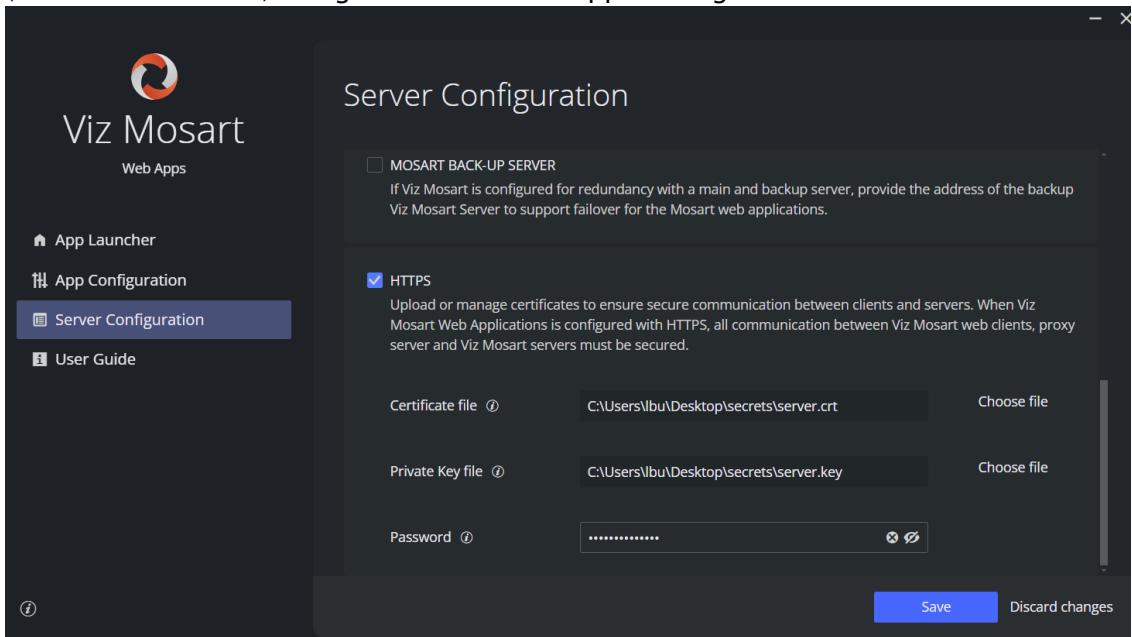 Viz Mosart
Web Apps
App Launcher
App Configuration
Server Configuration
User Guide
Server Configuration
MOSART BACK-UP SERVER
If Viz Mosart is configured for redundancy with a main and backup server, provide the address of the backup
Viz Mosart Server to support failover for the Mosart web applications.
HTTPS
Upload or manage certificates to ensure secure communication between clients and servers. When Viz
Mosart Web Applications is configured with HTTPS, all communication between Viz Mosart web clients, proxy
server and Viz Mosart servers must be secured.
Certificate file C:\Users\lbu\Desktop\secrets\server.crt Choose file
Private Key file C:\Users\lbu\Desktop\secrets\server.key Choose file
Password ••••••••••••••
Save Discard changes